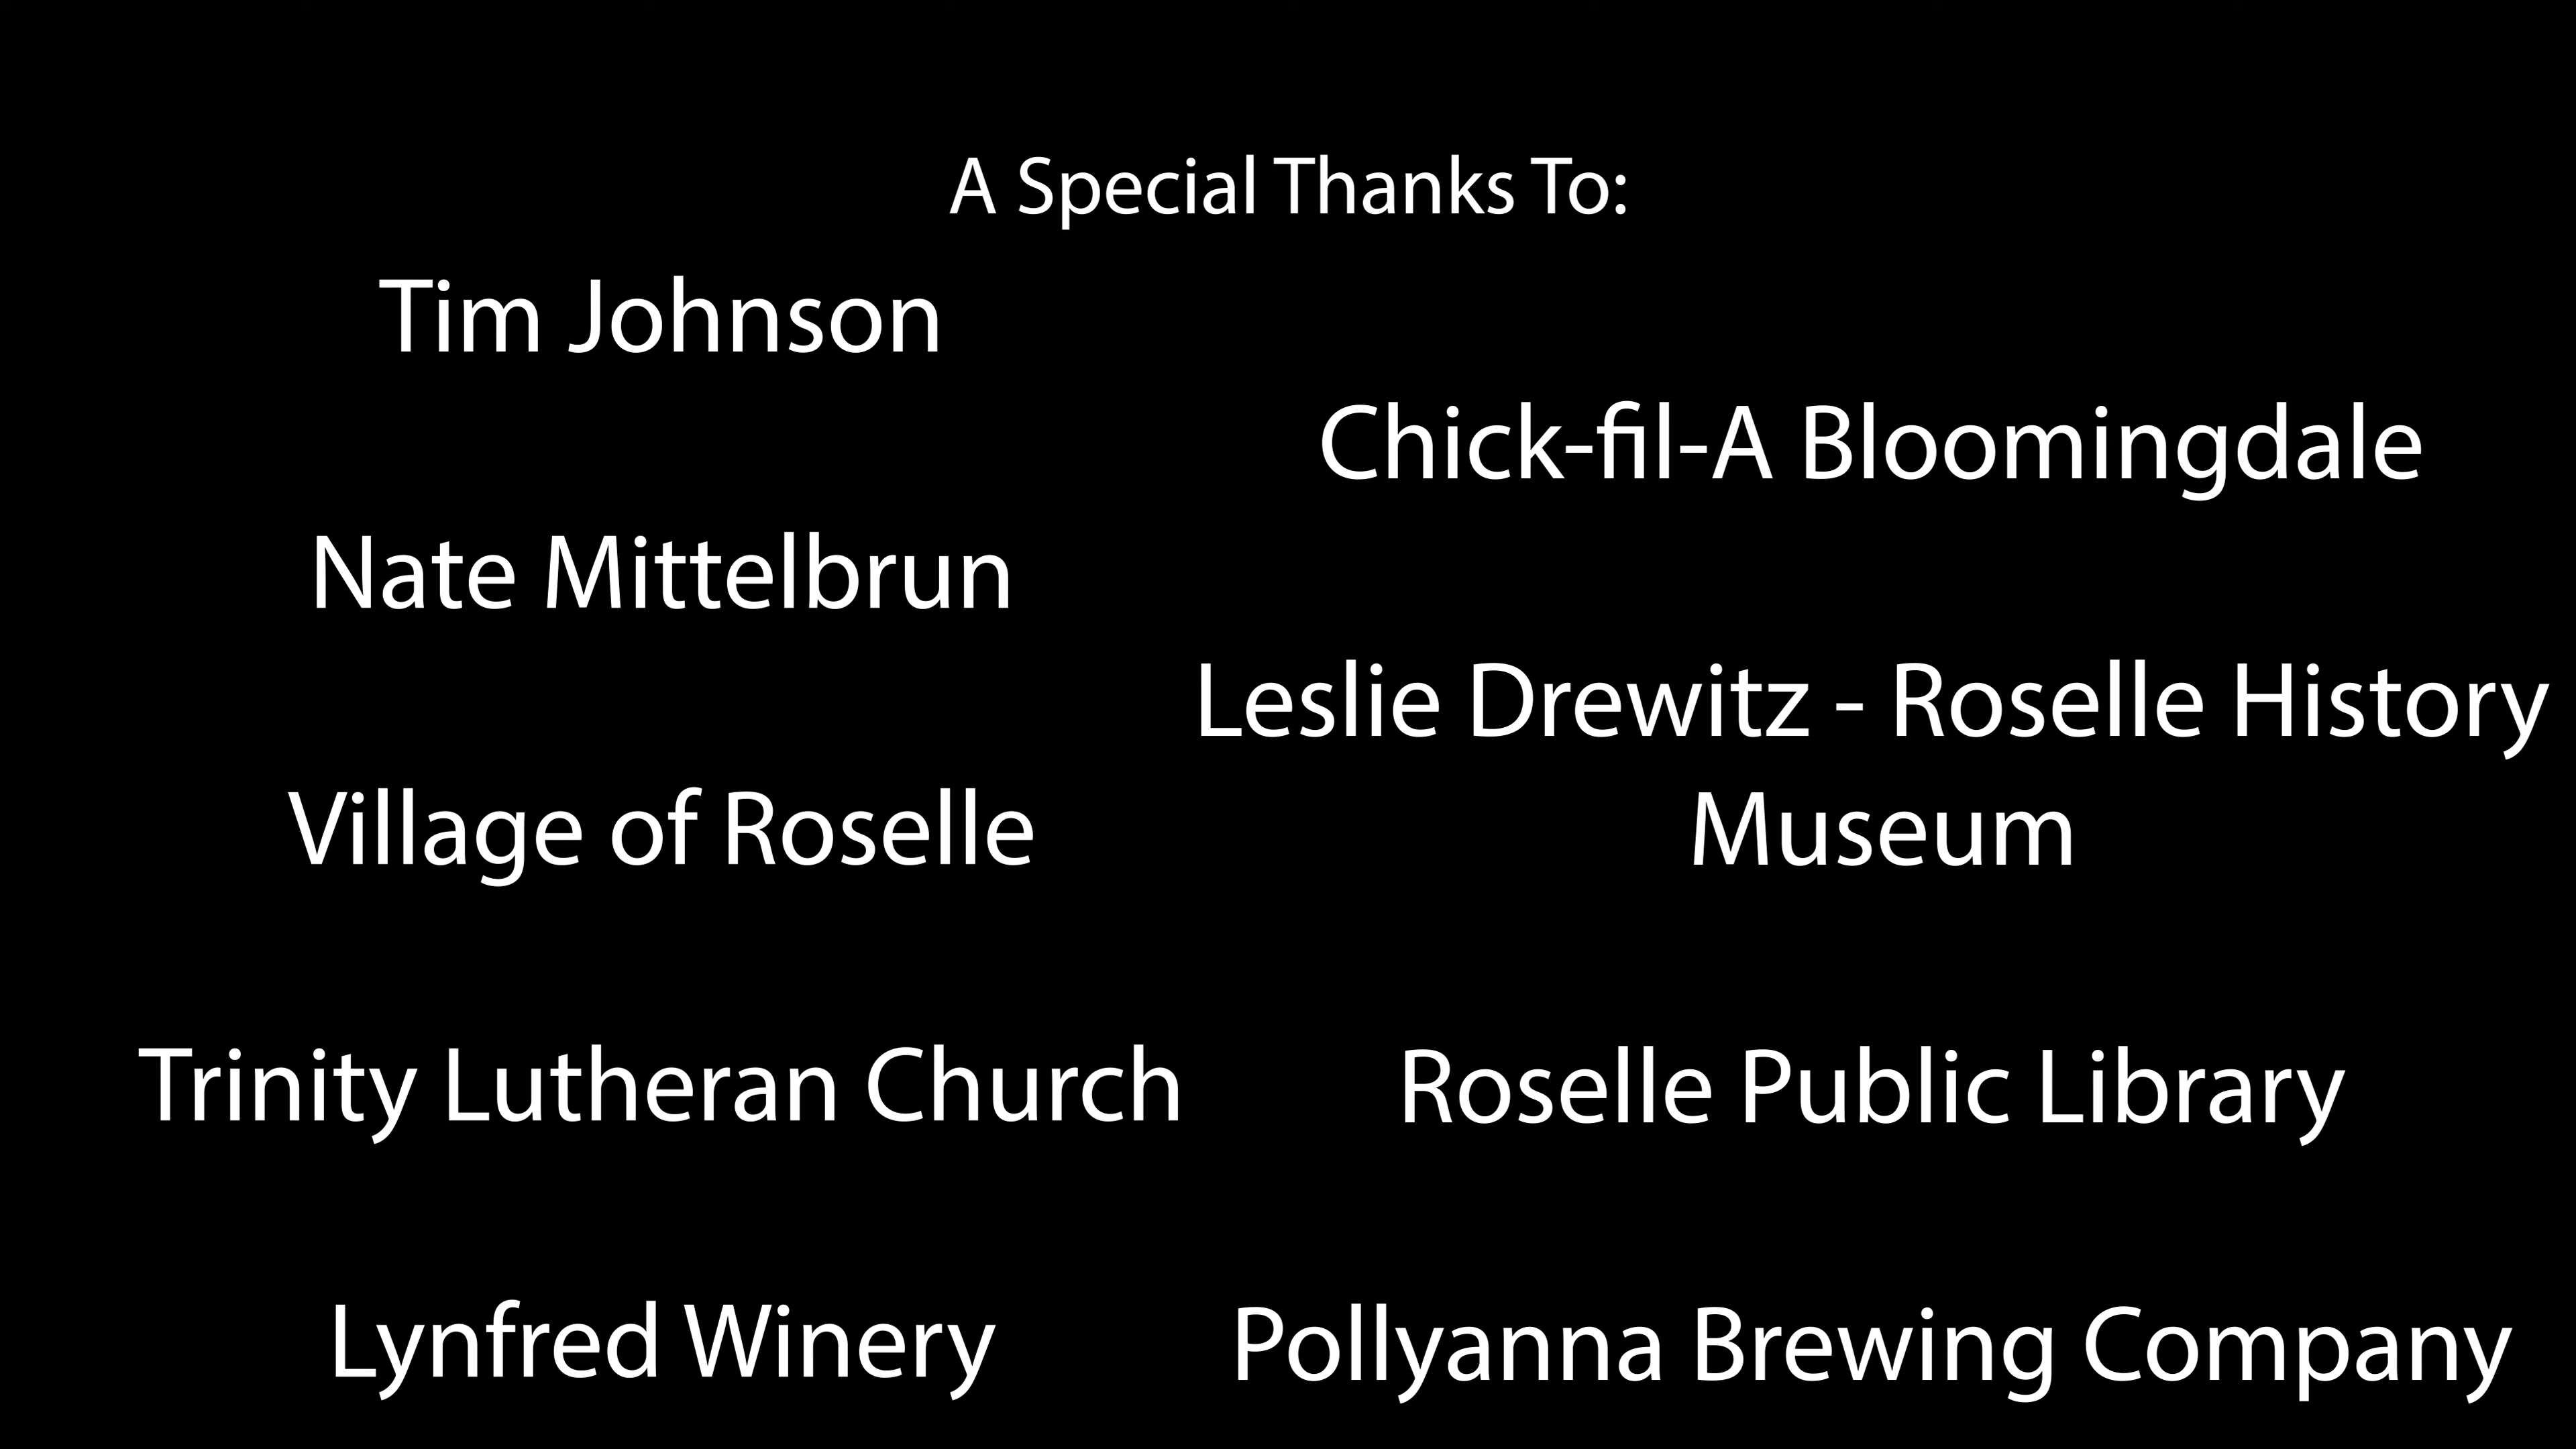 A Special Thanks To:
Tim Johnson
Nate Mittelbrun
Village of Roselle
Trinity Lutheran Church
Lynfred Winery
Chick-fil-A Bloomingdale
Leslie Drewitz - Roselle History
Museum
Roselle Public Library
Pollyanna Brewing Company